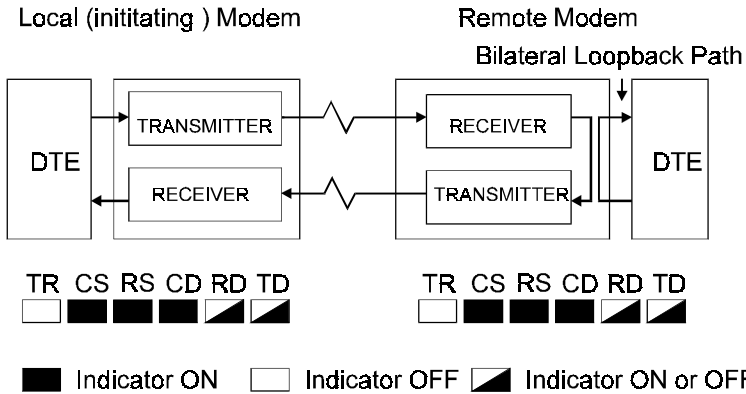 Local (inititating ) Modem
Remote Modem
Bilateral Loopback Path
DTE
TRANSMITTER
RECEIVER
RECEIVER
TRANSMITTER
DTE
TR CS RS CD RD TD
TR CS RS CD RD TD
Indicator ON
Indicator OFF
Indicator ON or OFF